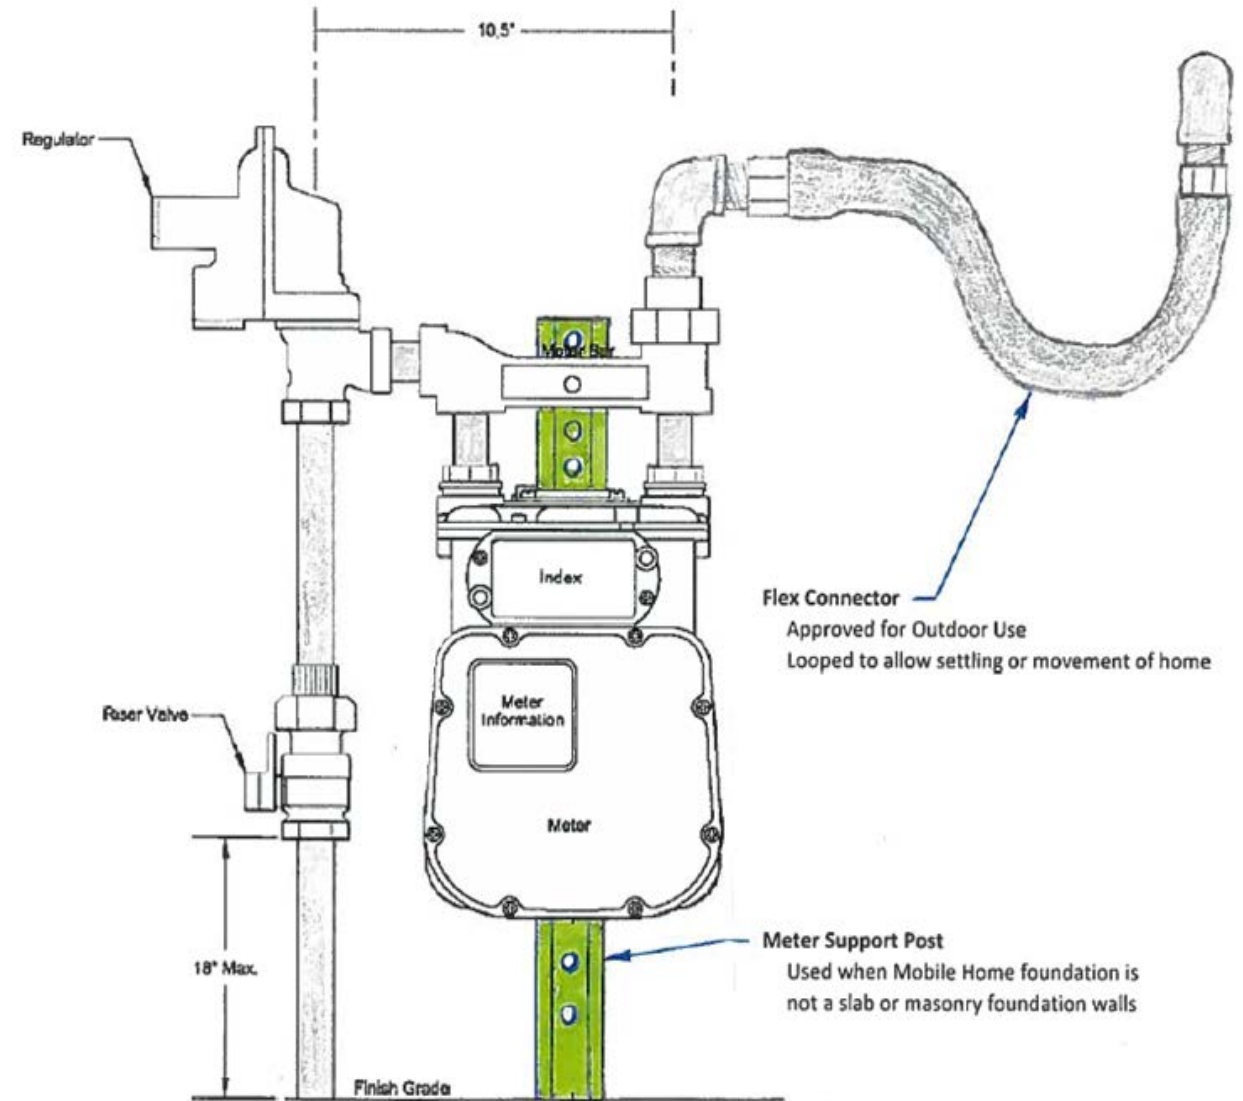 10.5"
Regulator
Meter Bar
Index
Flex Connector
Approved for Outdoor Use
Looped to allow settling or movement of home
Meter
Information
Riser Valve
Meter
Meter Support Post
Used when Mobile Home foundation is
not a slab or masonry foundation walls
18" Max.
Finish Grade